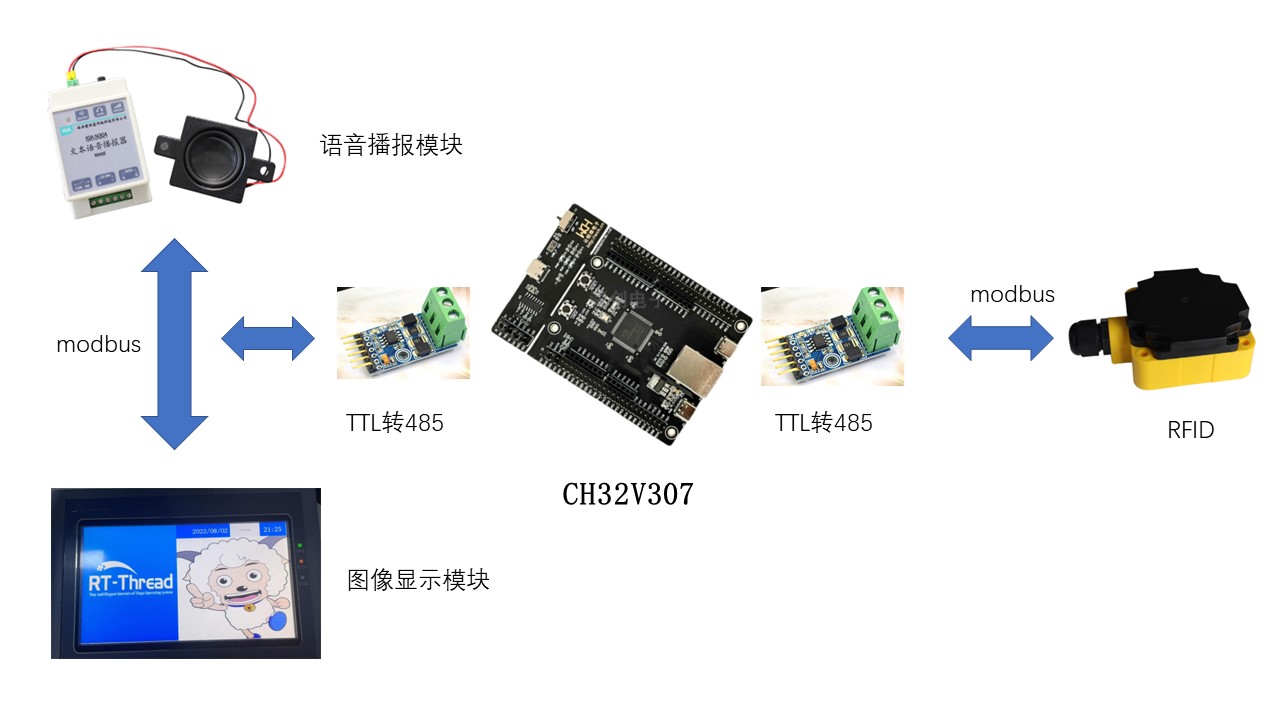 文本语音播报器
语音播报模块
WCH
modbus
modbus
TTL转485
TTL转485
RFID
CH32V307
2022/08/02
21:25
RT-Thread
图像显示模块